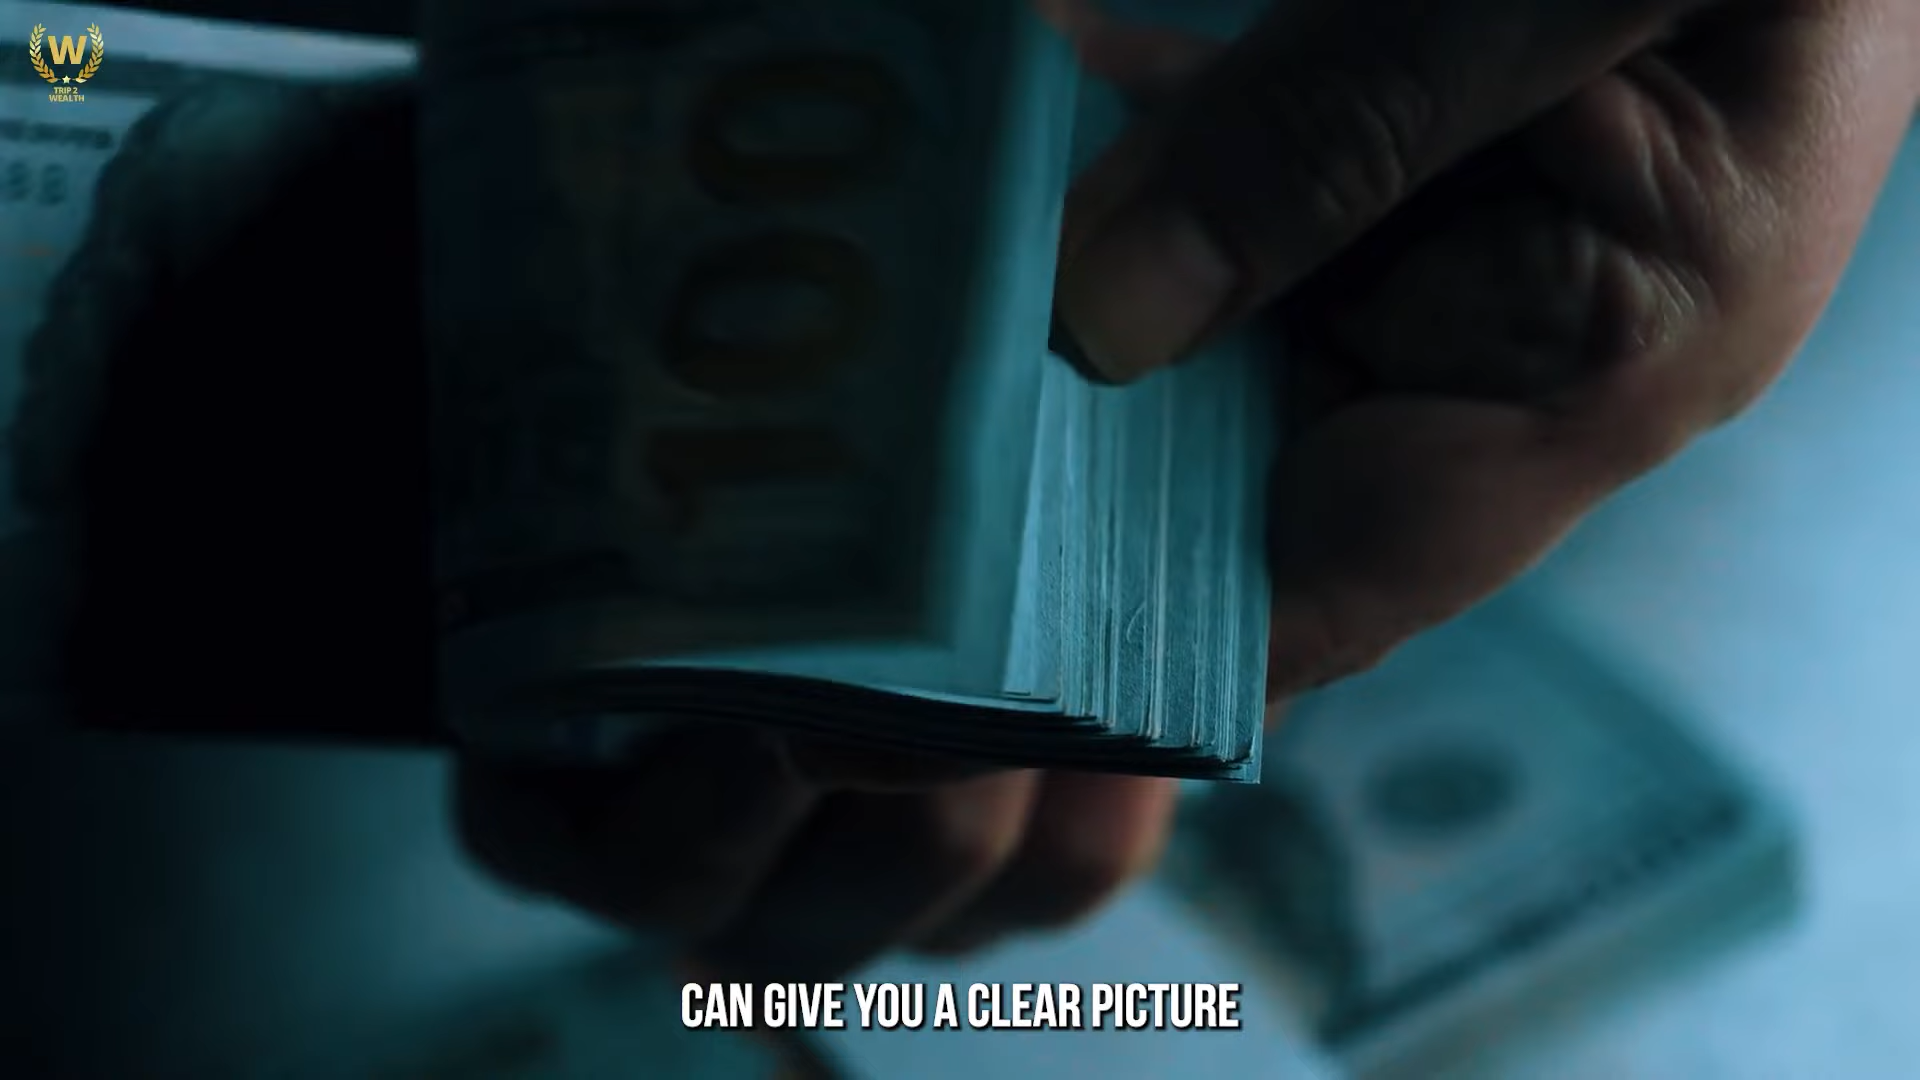 W
TRIP 2
WEALTH
100
CAN GIVE YOU A CLEAR PICTURE